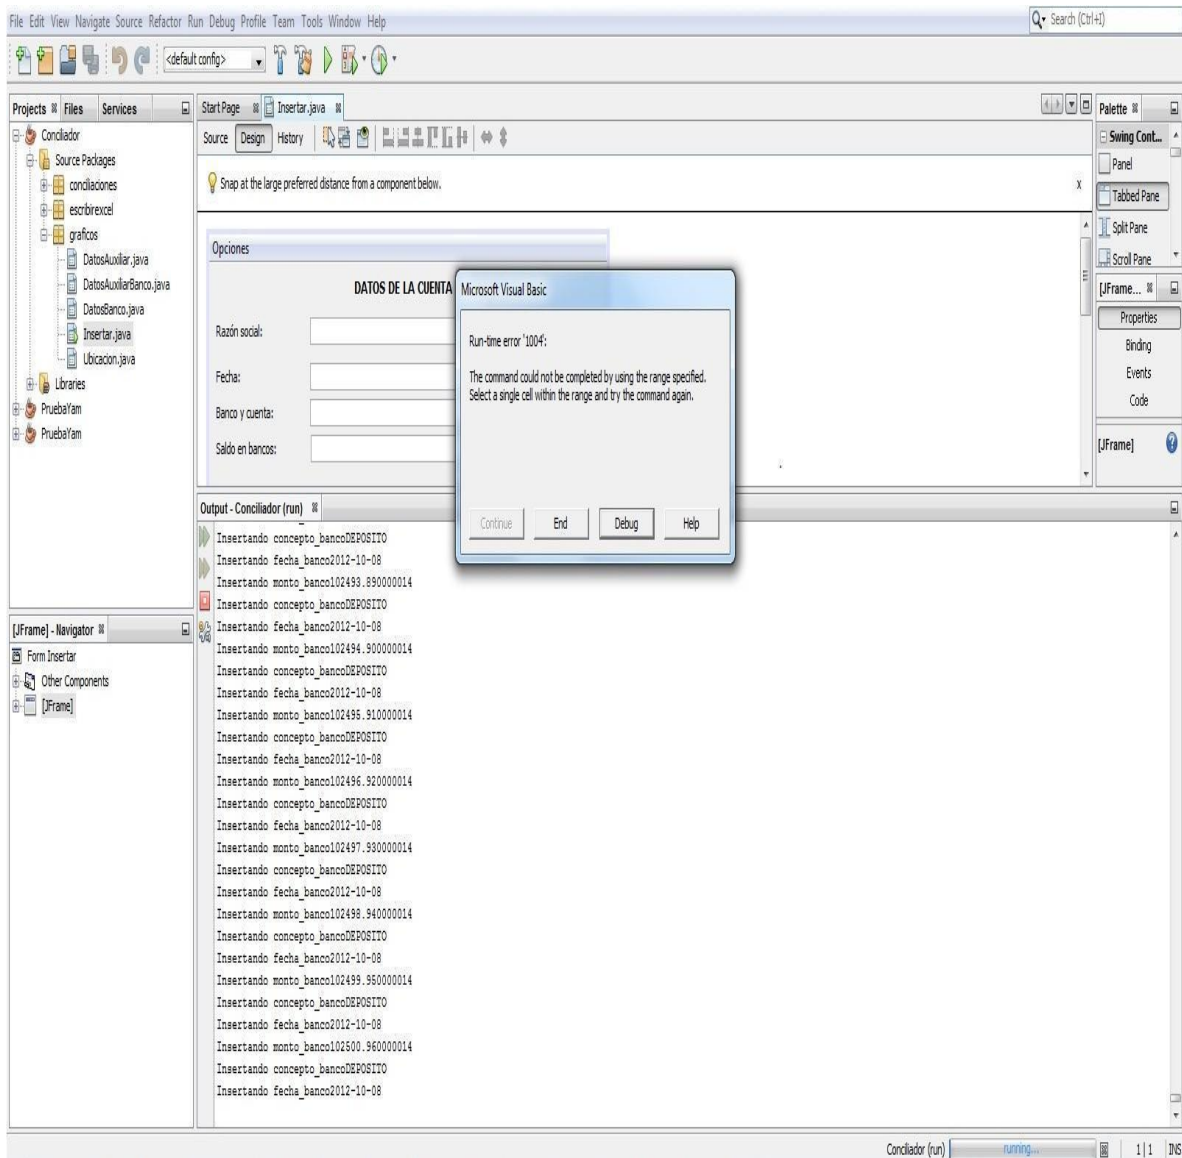 File Edit View Navigate Source Refactor Run Debug Profile Team Tools Window Help
Search (Ctrl+I)
<default config>
Projects Files Services
Conciliador
Source Packages
conciliaciones
escribirexcel
graficos
DatosAuxiliar.java
DatosAuxiliarBanco.java
DatosBanco.java
Insertar.java
Ubicacion.java
Libraries
PruebaYam
PruebaYam
Start Page Insertar.java
Source Design History
Snap at the large preferred distance from a component below. x
Opciones
DATOS DE LA CUENTA
Razón social:
Fecha:
Banco y cuenta:
Saldo en bancos:
Microsoft Visual Basic
Run-time error '1004':
The command could not be completed by using the range specified.
Select a single cell within the range and try the command again.
Continue End Debug Help
Palette
Swing Cont...
Panel
Tabbed Pane
Split Pane
Scroll Pane
[JFrame...
Properties
Binding
Events
Code
[JFrame]
[JFrame] - Navigator
Form Insertar
Other Components
[JFrame]
Output - Conciliador (run)
Insertando concepto_bancoDEPOSITO
Insertando fecha_banco2012-10-08
Insertando monto_banco102493.890000014
Insertando concepto_bancoDEPOSITO
Insertando fecha_banco2012-10-08
Insertando monto_banco102494.900000014
Insertando concepto_bancoDEPOSITO
Insertando fecha_banco2012-10-08
Insertando monto_banco102495.910000014
Insertando concepto_bancoDEPOSITO
Insertando fecha_banco2012-10-08
Insertando monto_banco102496.920000014
Insertando concepto_bancoDEPOSITO
Insertando fecha_banco2012-10-08
Insertando monto_banco102497.930000014
Insertando concepto_bancoDEPOSITO
Insertando fecha_banco2012-10-08
Insertando monto_banco102498.940000014
Insertando concepto_bancoDEPOSITO
Insertando fecha_banco2012-10-08
Insertando monto_banco102499.950000014
Insertando concepto_bancoDEPOSITO
Insertando fecha_banco2012-10-08
Insertando monto_banco102500.960000014
Insertando concepto_bancoDEPOSITO
Insertando fecha_banco2012-10-08
Conciliador (run) running... 1|1 INS